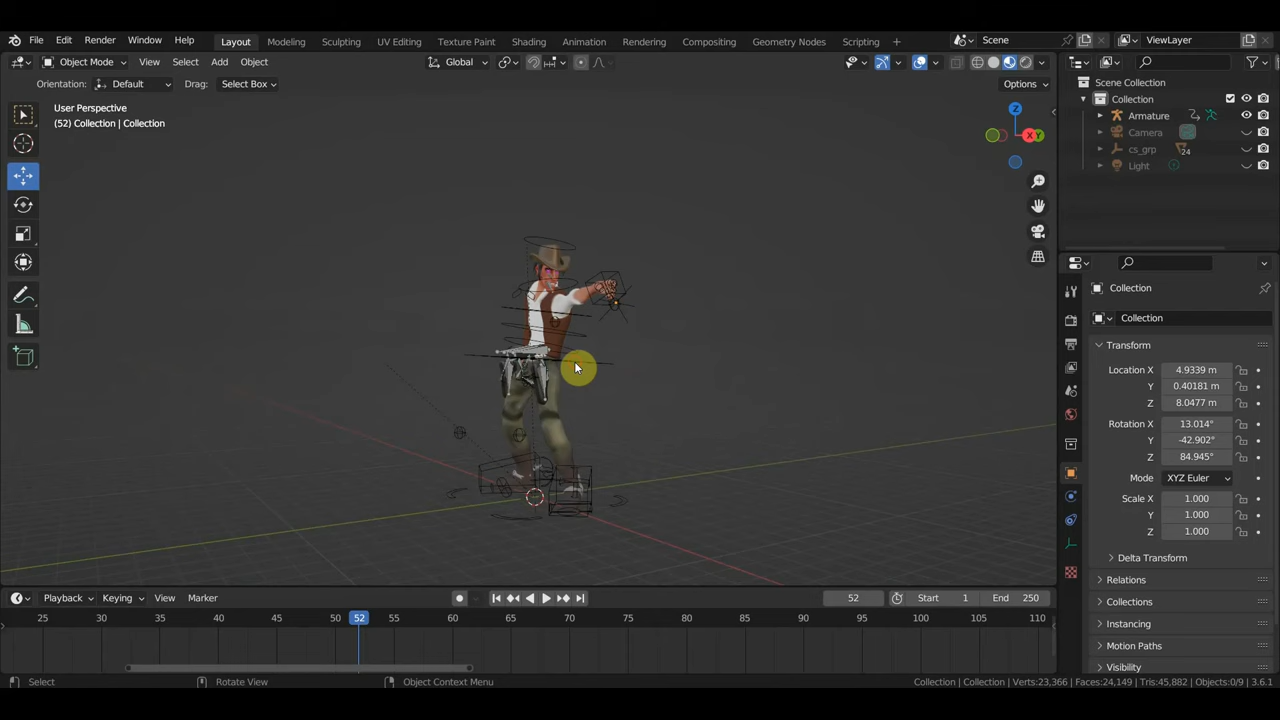 File Edit Render Window Help Layout Modeling Sculpting UV Editing Texture Paint Shading Animation Rendering Compositing Geometry Nodes Scripting + Scene ViewLayer
Object Mode View Select Add Object Global
Orientation: Default Drag: Select Box Options
User Perspective
(52) Collection | Collection
Z
X
Y
Scene Collection
Collection
Armature
Camera
cs_grp 24
Light
Collection
Collection
Transform
Location X 4.9339 m
Y 0.40181 m
Z 8.0477 m
Rotation X 13.014°
Y -42.902°
Z 84.945°
Mode XYZ Euler
Scale X 1.000
Y 1.000
Z 1.000
Delta Transform
Relations
Collections
Instancing
Motion Paths
Visibility
Playback Keying View Marker 52 Start 1 End 250
25 30 35 40 45 50 52 55 60 65 70 75 80 85 90 95 100 105 110
Select Rotate View Object Context Menu Collection | Collection Verts:23,366 | Faces:24,149 | Tris:45,882 | Objects:0/9 | 3.6.1